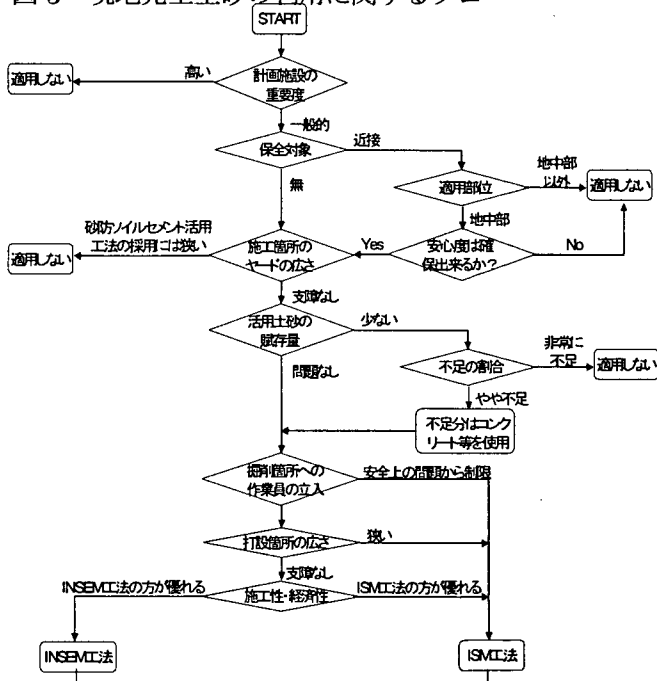 START
高い
計画施設の
重要度
適用しない
一般的
保全対象
近接
無
適用部位
地中部
以外
適用しない
地中部
砂防ソイルセメント活用
工法の採用には狭い
適用しない
施工箇所の
ヤードの広さ
Yes
安心度は確
保出来るか？
No
支障なし
活用土砂の
賦存量
少ない
問題なし
不足の割合
非常に
不足
適用しない
やや不足
不足分はコンク
リート等を使用
掘削箇所への
作業員の立入
安全上の問題から制限
打設箇所の広さ
狭い
支障なし
INSEM工法の方が優れる
施工性・経済性
ISM工法の方が優れる
INSEM工法
ISM工法